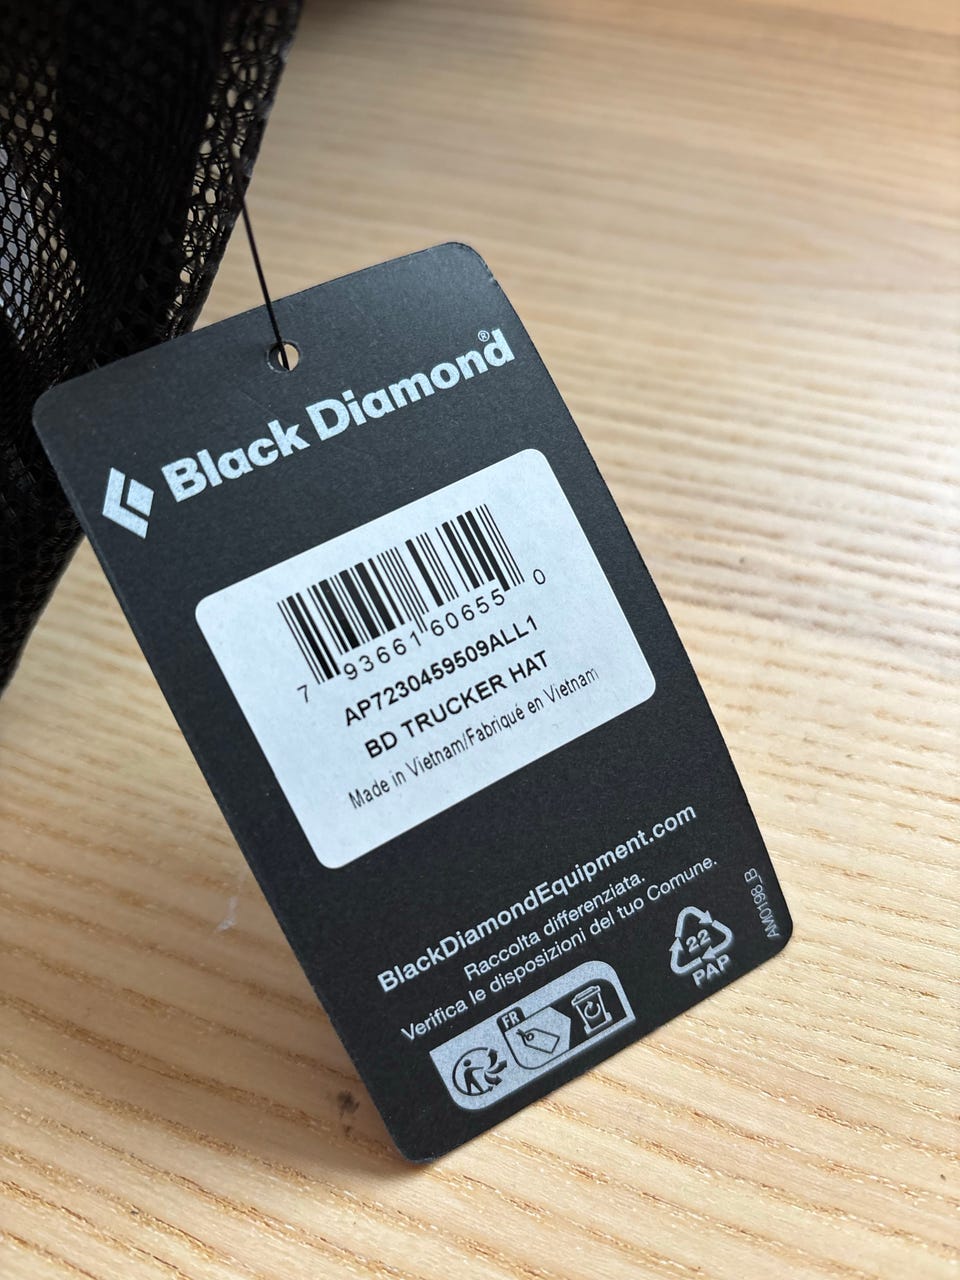 Black Diamond®
7 93661 60655 0
AP7230459509ALL1
BD TRUCKER HAT
Made in Vietnam/Fabriqué en Vietnam
BlackDiamondEquipment.com
Raccolta differenziata.
Verifica le disposizioni del tuo Comune.
FR
22
PAP
AM0198_B